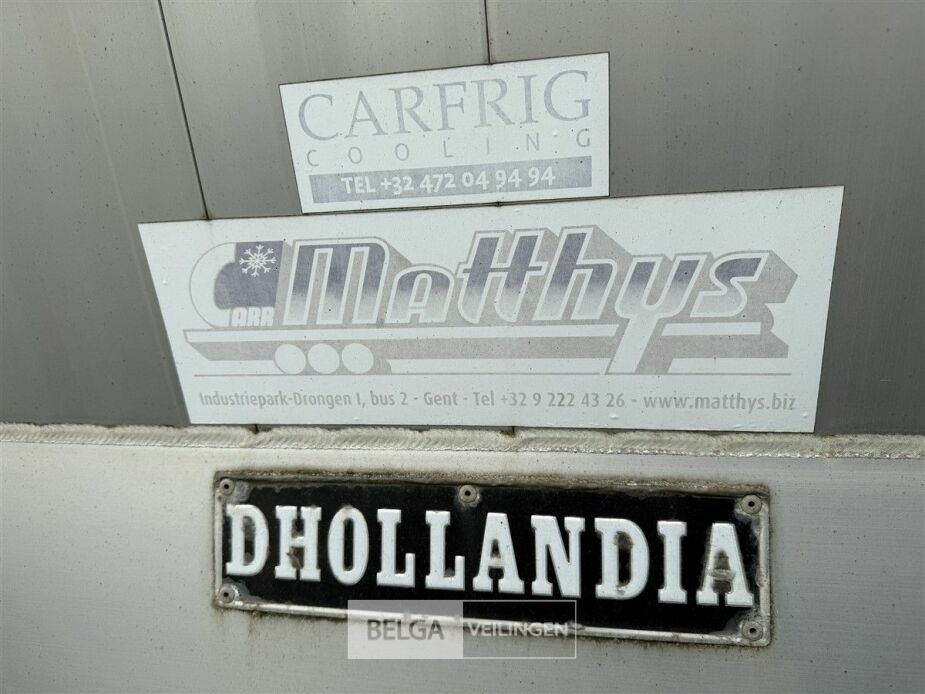 CARFRIG
COOLING
TEL +32 472 04 94 94
CARR Matthys
Industriepark-Drongen 1, bus 2 - Gent - Tel +32 9 222 43 26 - www.matthys.biz
DHOLLANDIA
BELGA VEILINGEN